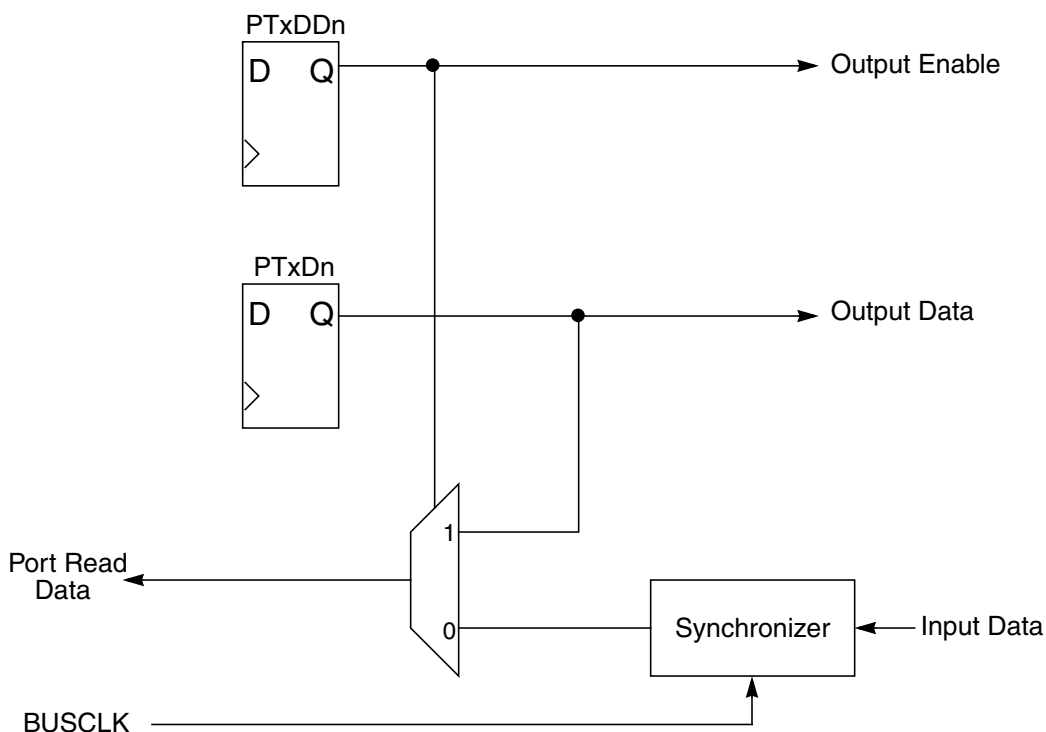 PTxDDn
D Q
Output Enable
PTxDn
D Q
Output Data
1
Port Read
Data
0
Synchronizer
Input Data
BUSCLK